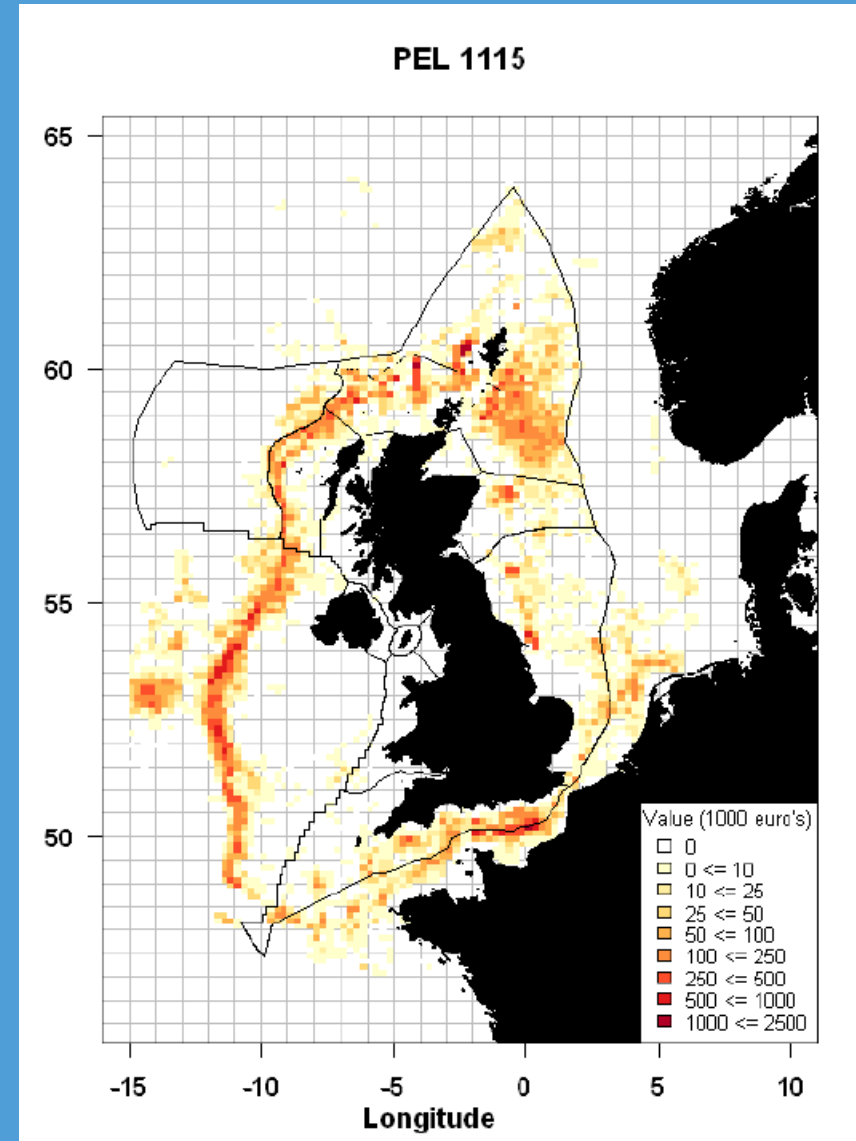 PEL 1115
65
60
55
50
Value (1000 euro's)
0
0 <= 10
10 <= 25
25 <= 50
50 <= 100
100 <= 250
250 <= 500
500 <= 1000
1000 <= 2500
-15 -10 -5 0 5 10
Longitude